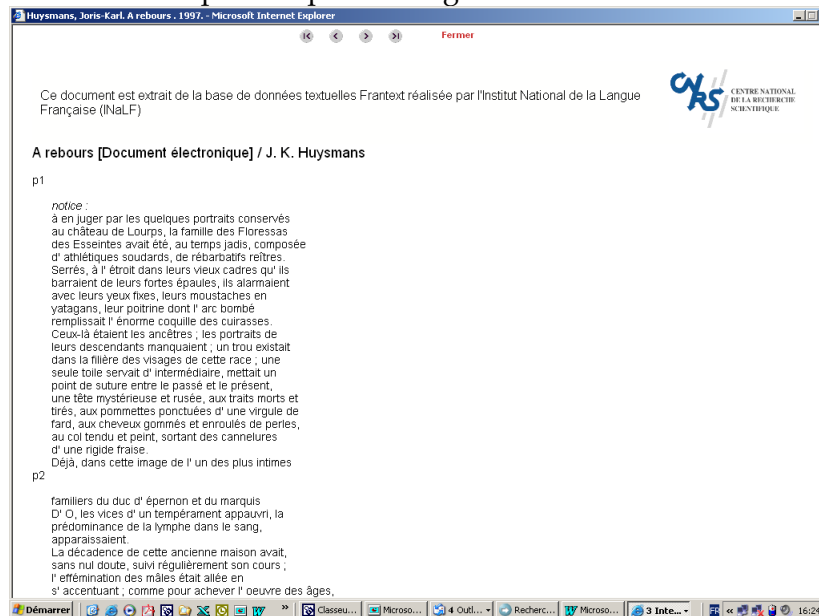 Huysmans, Joris-Karl. A rebours . 1997. - Microsoft Internet Explorer
Fermer
Ce document est extrait de la base de données textuelles Frantext réalisée par l'Institut National de la Langue
Française (INaLF)
CNRS
CENTRE NATIONAL
DE LA RECHERCHE
SCIENTIFIQUE
A rebours [Document électronique] / J. K. Huysmans
p1
notice :
à en juger par les quelques portraits conservés
au château de Lourps, la famille des Floressas
des Esseintes avait été, au temps jadis, composée
d' athlétiques soudards, de rébarbatifs reîtres.
Serrés, à l' étroit dans leurs vieux cadres qu' ils
barraient de leurs fortes épaules, ils alarmaient
avec leurs yeux fixes, leurs moustaches en
yatagans, leur poitrine dont l' arc bombé
remplissait l' énorme coquille des cuirasses.
Ceux-là étaient les ancêtres ; les portraits de
leurs descendants manquaient ; un trou existait
dans la filière des visages de cette race ; une
seule toile servait d' intermédiaire, mettait un
point de suture entre le passé et le présent,
une tête mystérieuse et rusée, aux traits morts et
tirés, aux pommettes ponctuées d' une virgule de
fard, aux cheveux gommés et enroulés de perles,
au col tendu et peint, sortant des cannelures
d' une rigide fraise.
Déjà, dans cette image de l' un des plus intimes
p2
familiers du duc d' épernon et du marquis
D' O, les vices d' un tempérament appauvri, la
prédominance de la lymphe dans le sang,
apparaissaient.
La décadence de cette ancienne maison avait,
sans nul doute, suivi régulièrement son cours ;
l' effémination des mâles était allée en
s' accentuant ; comme pour achever l' oeuvre des âges,
Démarrer » Classeu... Microso... 4 Outl... Recherc... Microso... 3 Inte... FR « 16:24